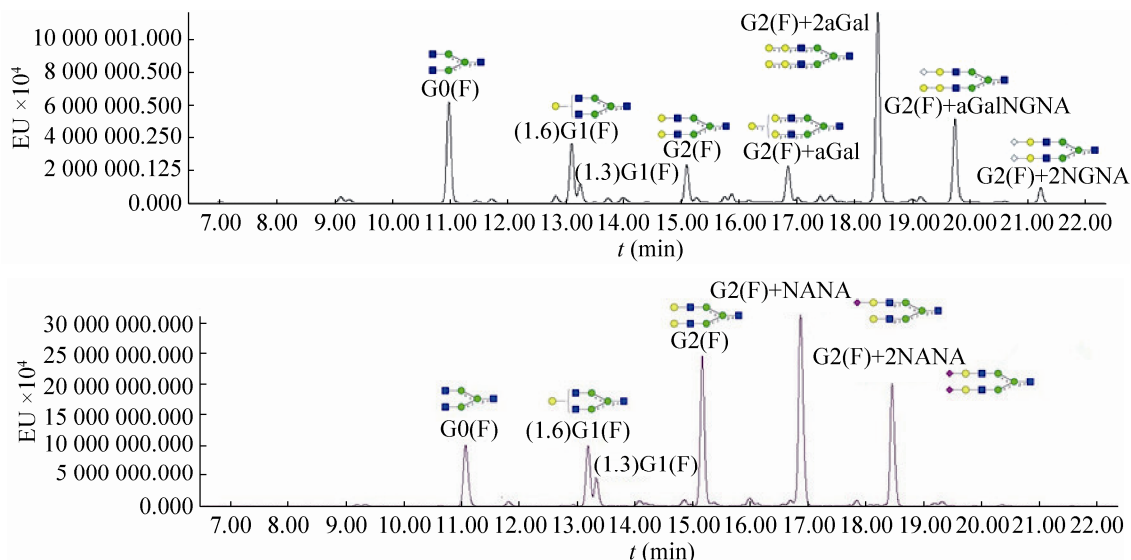 G2(F)+2aGal
10 000 001.000
8 000 000.500
6 000 000.500
4 000 000.250
2 000 000.125
0.000
EU ×10⁴
G0(F)
(1.6)G1(F)
(1.3)G1(F)
G2(F)
G2(F)+aGal
G2(F)+aGalNGNA
G2(F)+2NGNA
7.00 8.00 9.00 10.00 11.00 13.00 13.00 14.00 15.00 16.00 17.00 18.00 19.00 20.00 21.00 22.00
t (min)
G2(F)+NANA
30 000 000.000
25 000 000.000
20 000 000.000
15 000 000.000
10 000 000.000
5 000 000.000
0.000
EU ×10⁴
G0(F)
(1.6)G1(F)
(1.3)G1(F)
G2(F)
G2(F)+2NANA
7.00 8.00 9.00 10.00 11.00 12.00 13.00 14.00 15.00 16.00 17.00 18.00 19.00 20.00 21.00 22.00
t (min)